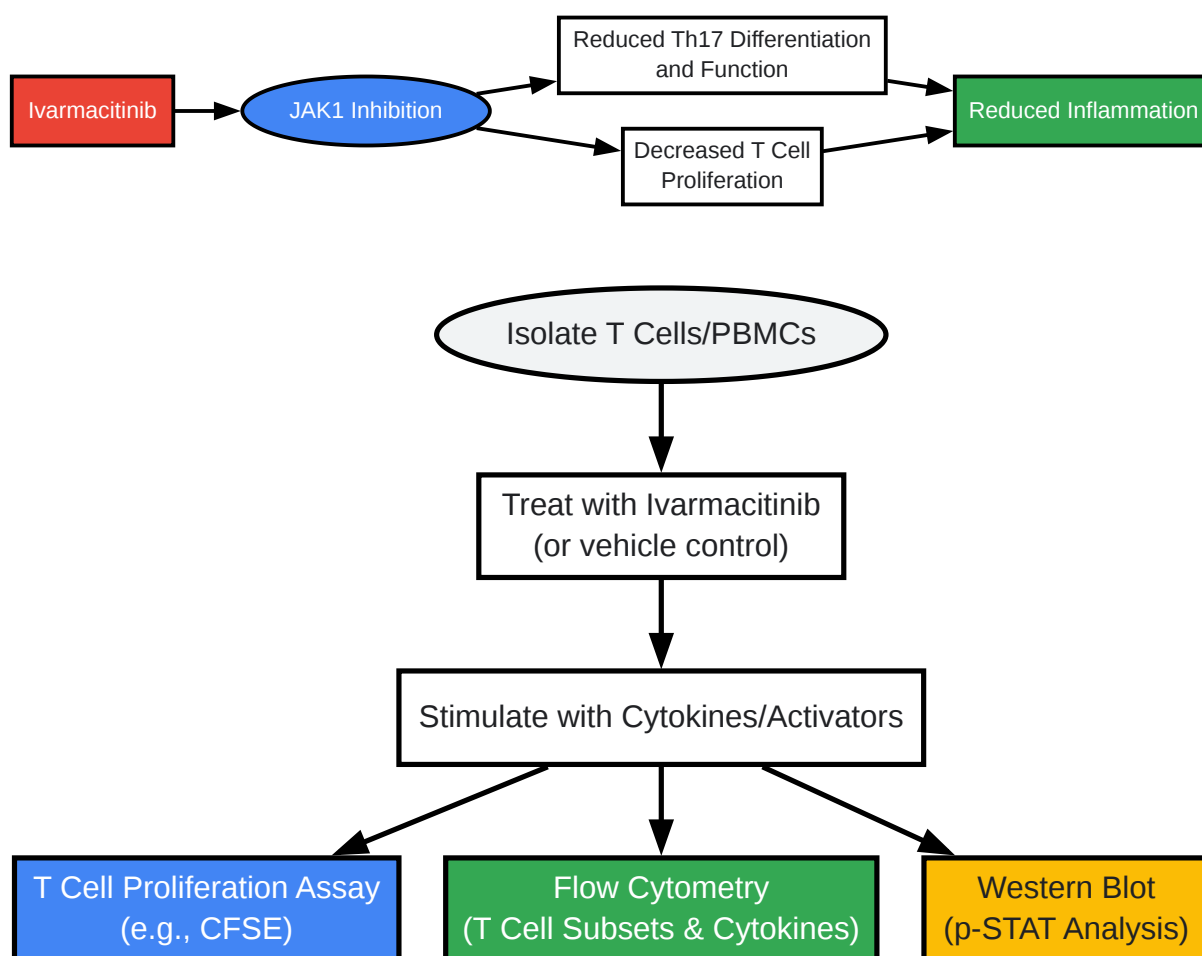 Ivarmacitinib
JAK1 Inhibition
Reduced Th17 Differentiation
and Function
Decreased T Cell
Proliferation
Reduced Inflammation
Isolate T Cells/PBMCs
Treat with Ivarmacitinib
(or vehicle control)
Stimulate with Cytokines/Activators
T Cell Proliferation Assay
(e.g., CFSE)
Flow Cytometry
(T Cell Subsets & Cytokines)
Western Blot
(p-STAT Analysis)